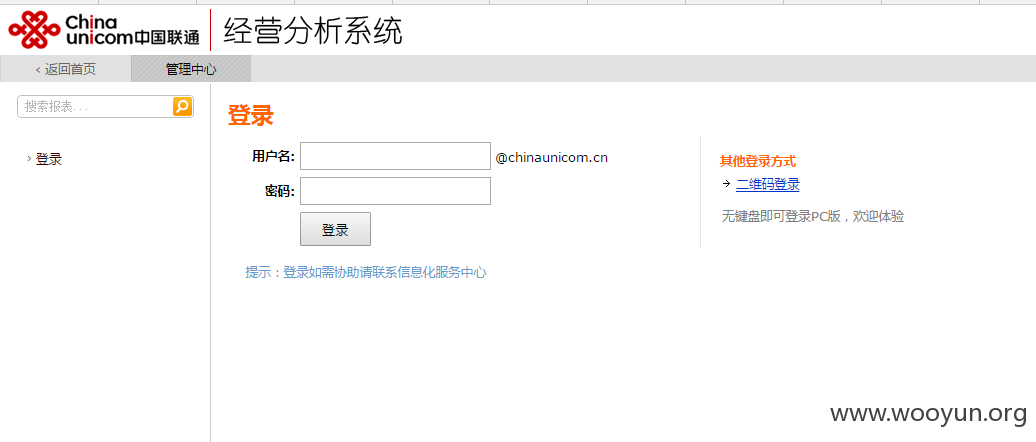 China
unicom中国联通
经营分析系统
‹ 返回首页
管理中心
搜索报表...
登录
登录
用户名:
@chinaunicom.cn
密码:
登录
提示：登录如需协助请联系信息化服务中心
其他登录方式
二维码登录
无键盘即可登录PC版，欢迎体验
www.wooyun.org